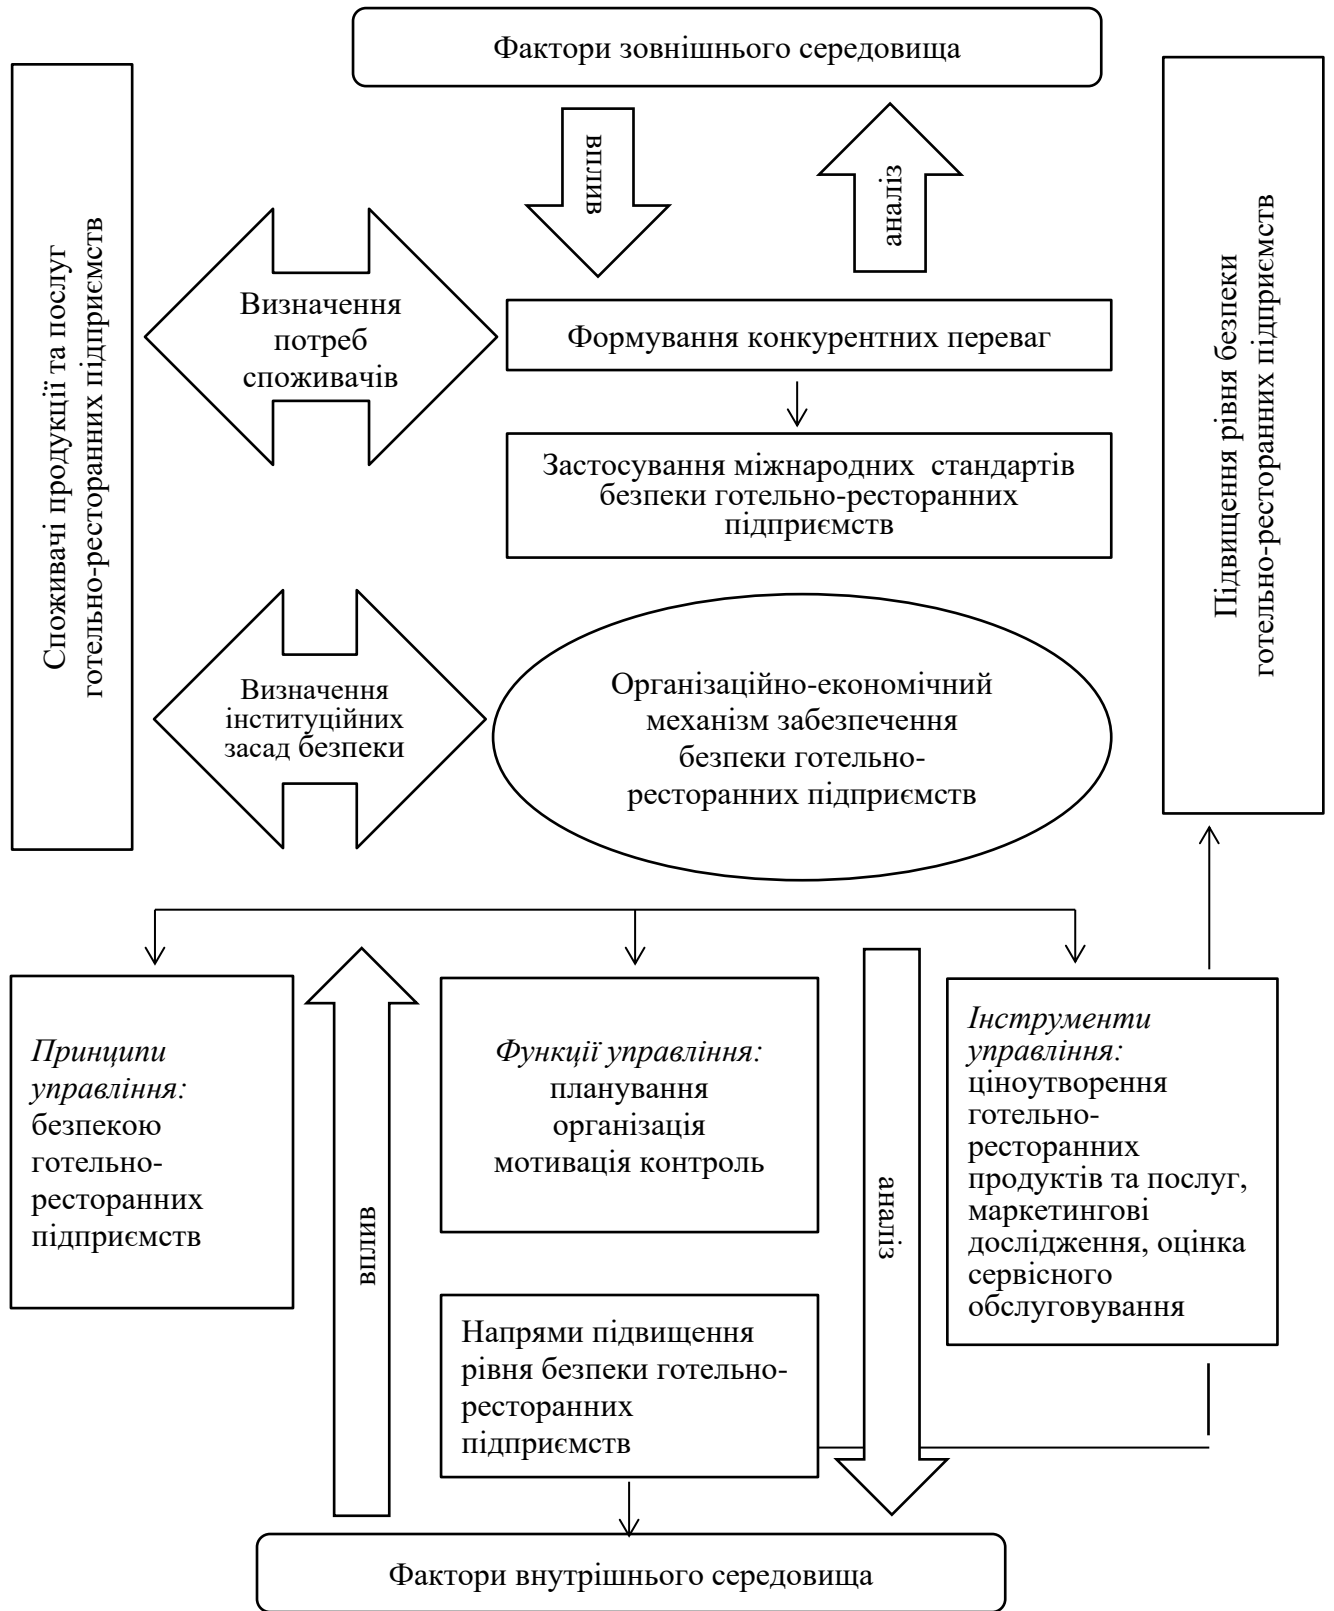 Фактори зовнішнього середовища
вплив
аналіз
Споживачі продукції та послуг
готельно-ресторанних підприємств
Підвищення рівня безпеки
готельно-ресторанних підприємств
Визначення
потреб
споживачів
Формування конкурентних переваг
Застосування міжнародних стандартів
безпеки готельно-ресторанних
підприємств
Визначення
інституційних
засад безпеки
Організаційно-економічний
механізм забезпечення
безпеки готельно-
ресторанних підприємств
Принципи
управління:
безпекою
готельно-
ресторанних
підприємств
вплив
Функції управління:
планування
організація
мотивація контроль
аналіз
Інструменти
управління:
ціноутворення
готельно-
ресторанних
продуктів та послуг,
маркетингові
дослідження, оцінка
сервісного
обслуговування
Напрями підвищення
рівня безпеки готельно-
ресторанних
підприємств
Фактори внутрішнього середовища